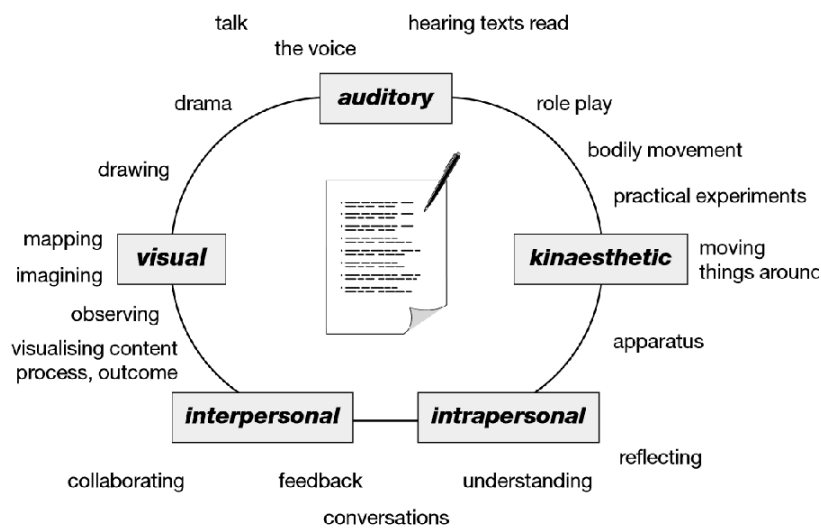 talk
hearing texts read
the voice
auditory
drama
role play
bodily movement
drawing
practical experiments
mapping
visual
kinaesthetic
moving
things around
imagining
observing
visualising content
process, outcome
apparatus
interpersonal
intrapersonal
reflecting
collaborating
feedback
understanding
conversations